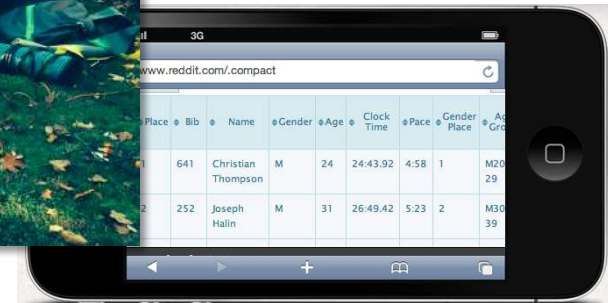 3G
www.reddit.com/.compact
Place Bib Name Gender Age Clock Time Pace Gender Place
1 641 Christian Thompson M 24 24:43.92 4:58 1 M20 29
2 252 Joseph Halin M 31 26:49.42 5:23 2 M30 39